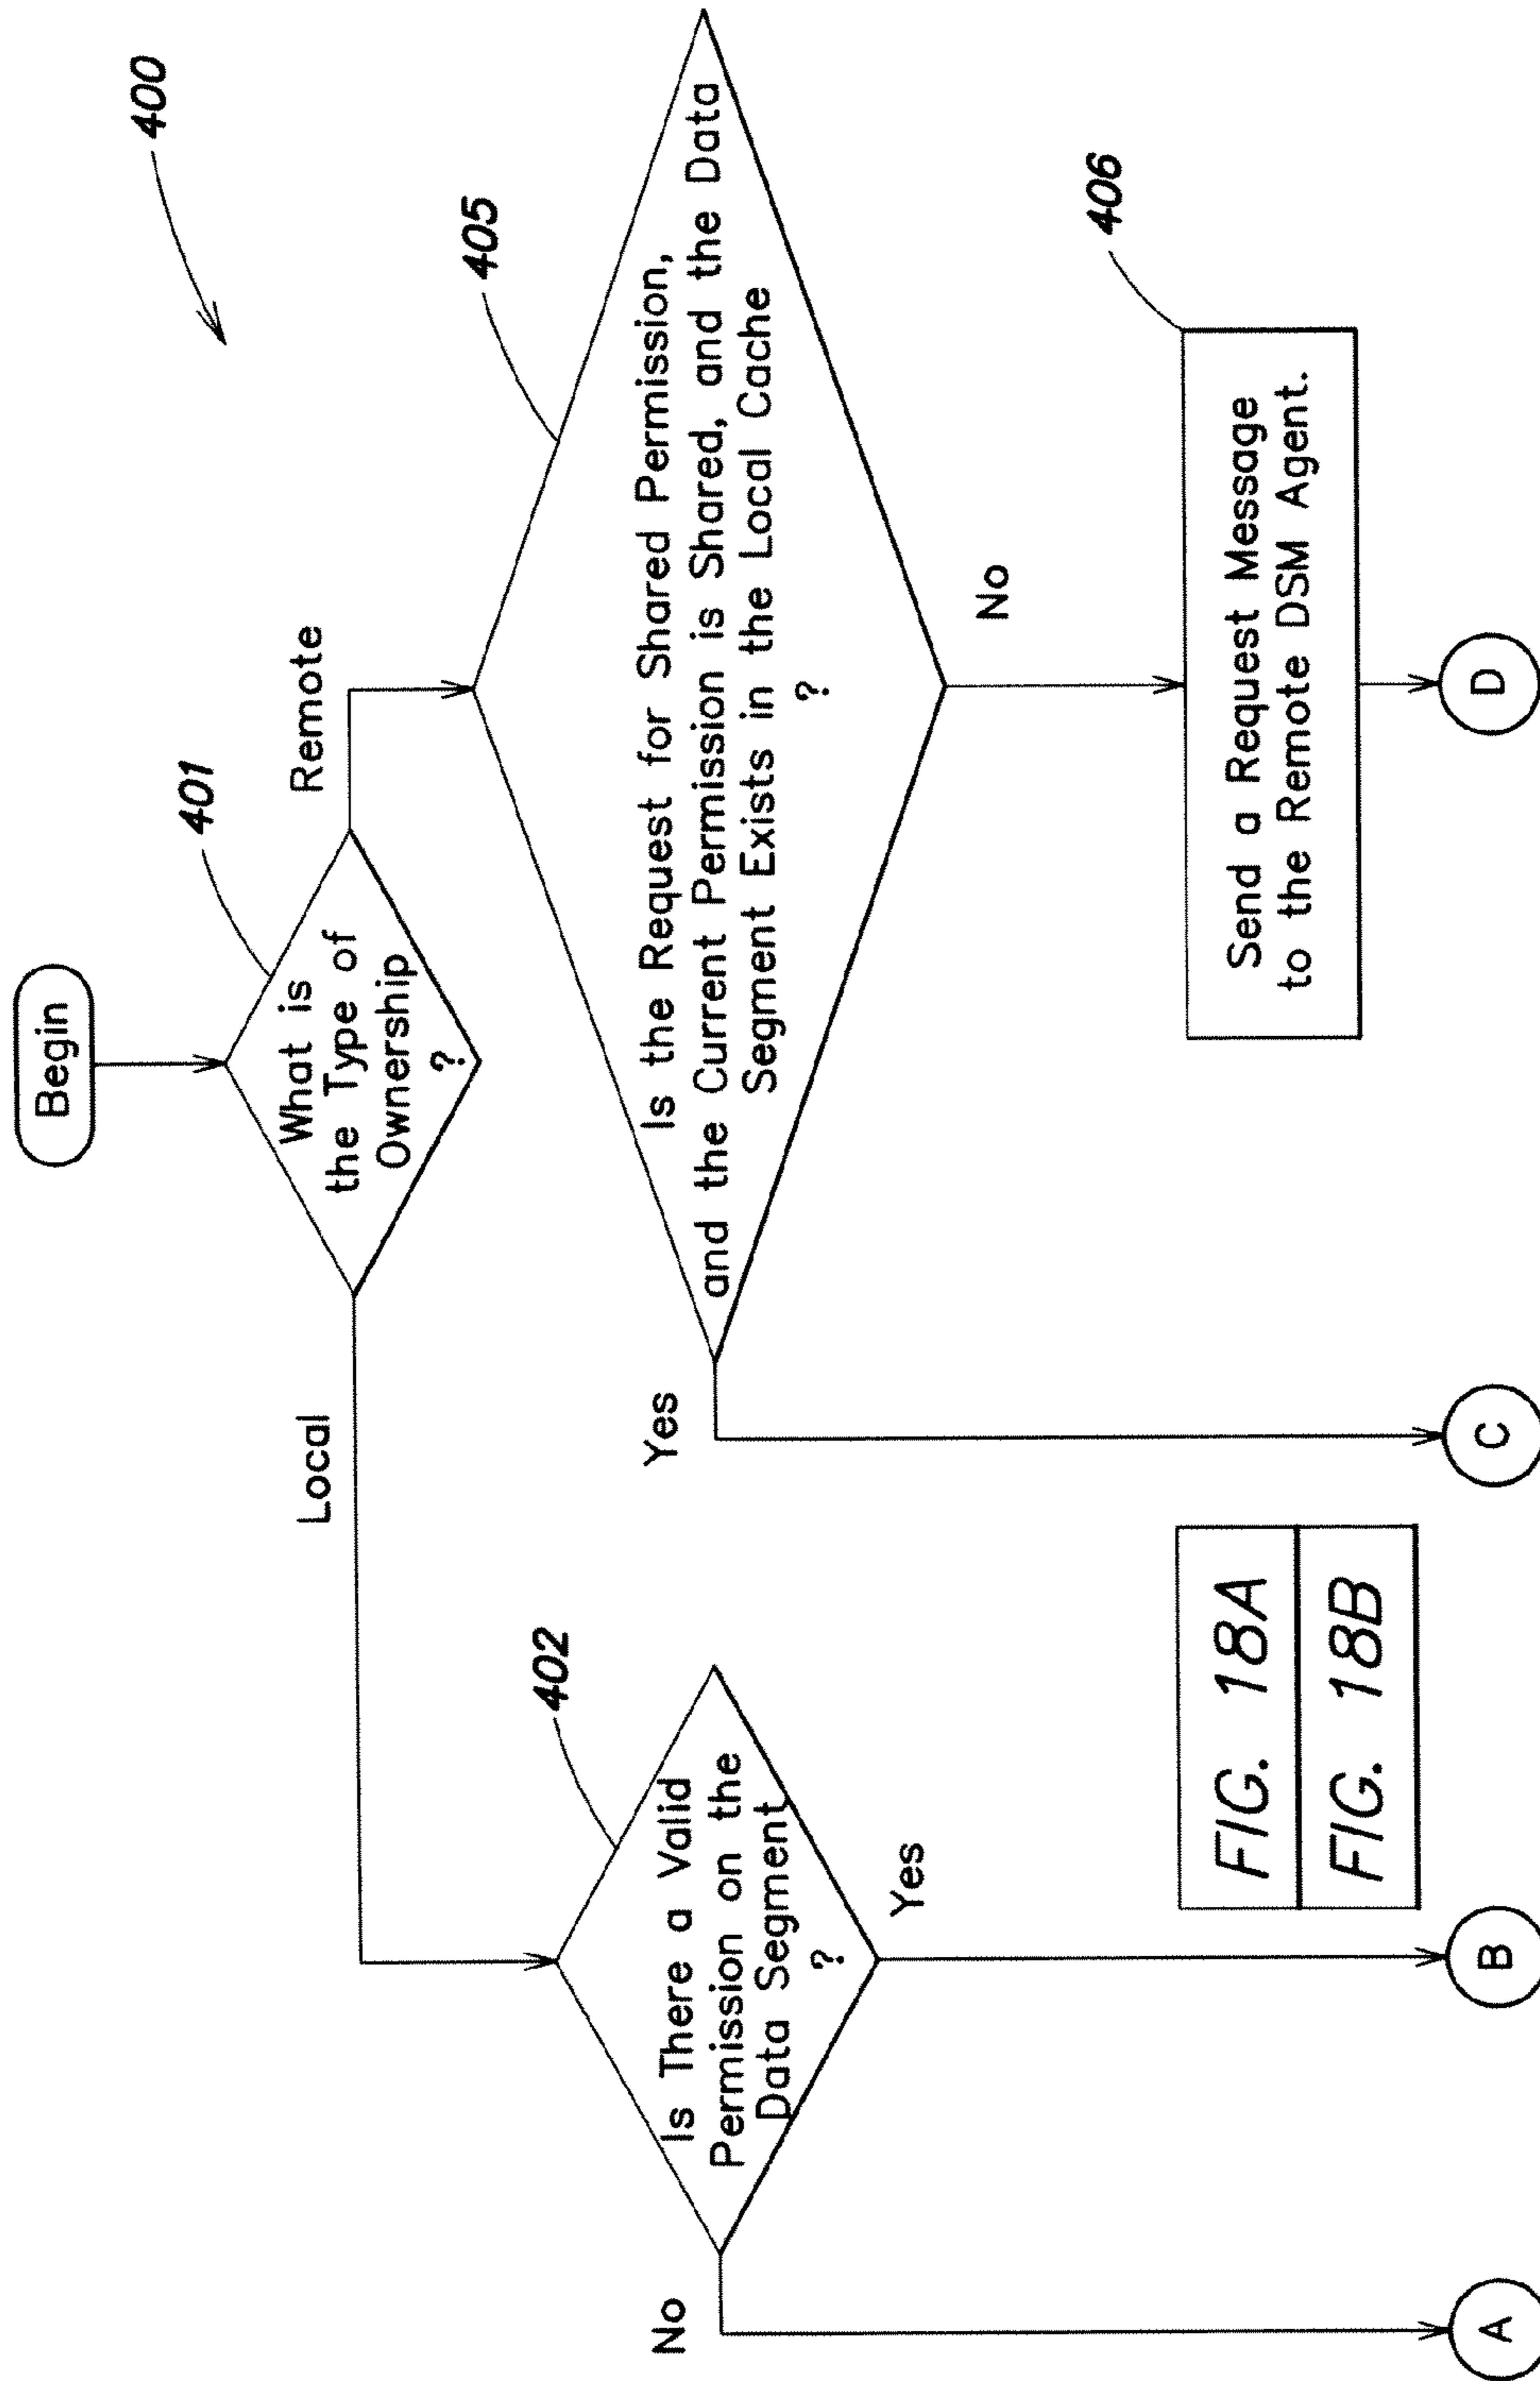 400
Begin
401
What is
the Type of
Ownership
?
Local
Remote
402
Is There a Valid
Permission on the
Data Segment
?
No
Yes
405
Is the Request for Shared Permission,
and the Current Permission is Shared, and the Data
Segment Exists in the Local Cache
?
Yes
No
406
Send a Request Message
to the Remote DSM Agent.
FIG. 18A
FIG. 18B
A
B
C
D